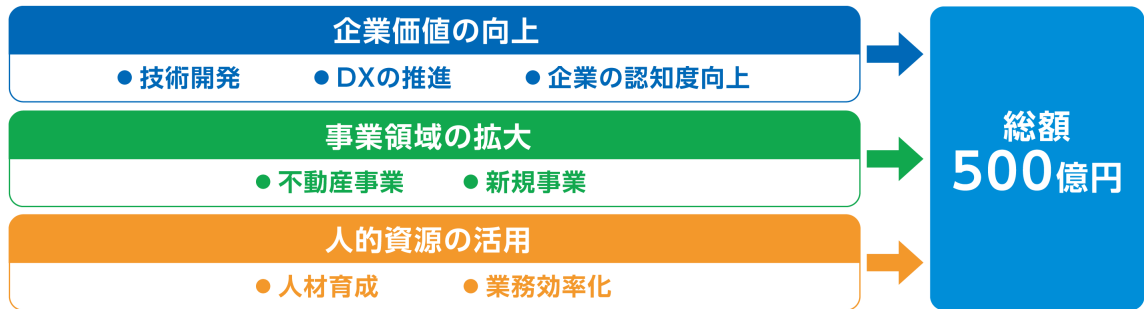 企業価値の向上
● 技術開発 ● DXの推進 ● 企業の認知度向上
事業領域の拡大
● 不動産事業 ● 新規事業
人的資源の活用
● 人材育成 ● 業務効率化
総額
500億円